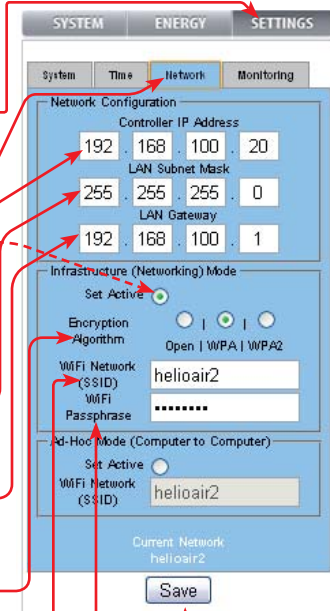 SYSTEM ENERGY SETTINGS
System Time Network Monitoring
Network Configuration
Controller IP Address
192 . 168 . 100 . 20
LAN Subnet Mask
255 . 255 . 255 . 0
LAN Gateway
192 . 168 . 100 . 1
Infrastructure (Networking) Mode
Set Active
Encryption
Algorithm
| |
Open | WPA | WPA2
WiFi Network
(SSID)
helioair2
WiFi
Passphrase
••••••••
Ad-Hoc Mode (Computer to Computer)
Set Active
WiFi Network
(SSID)
helioair2
Current Network
helioair2
Save